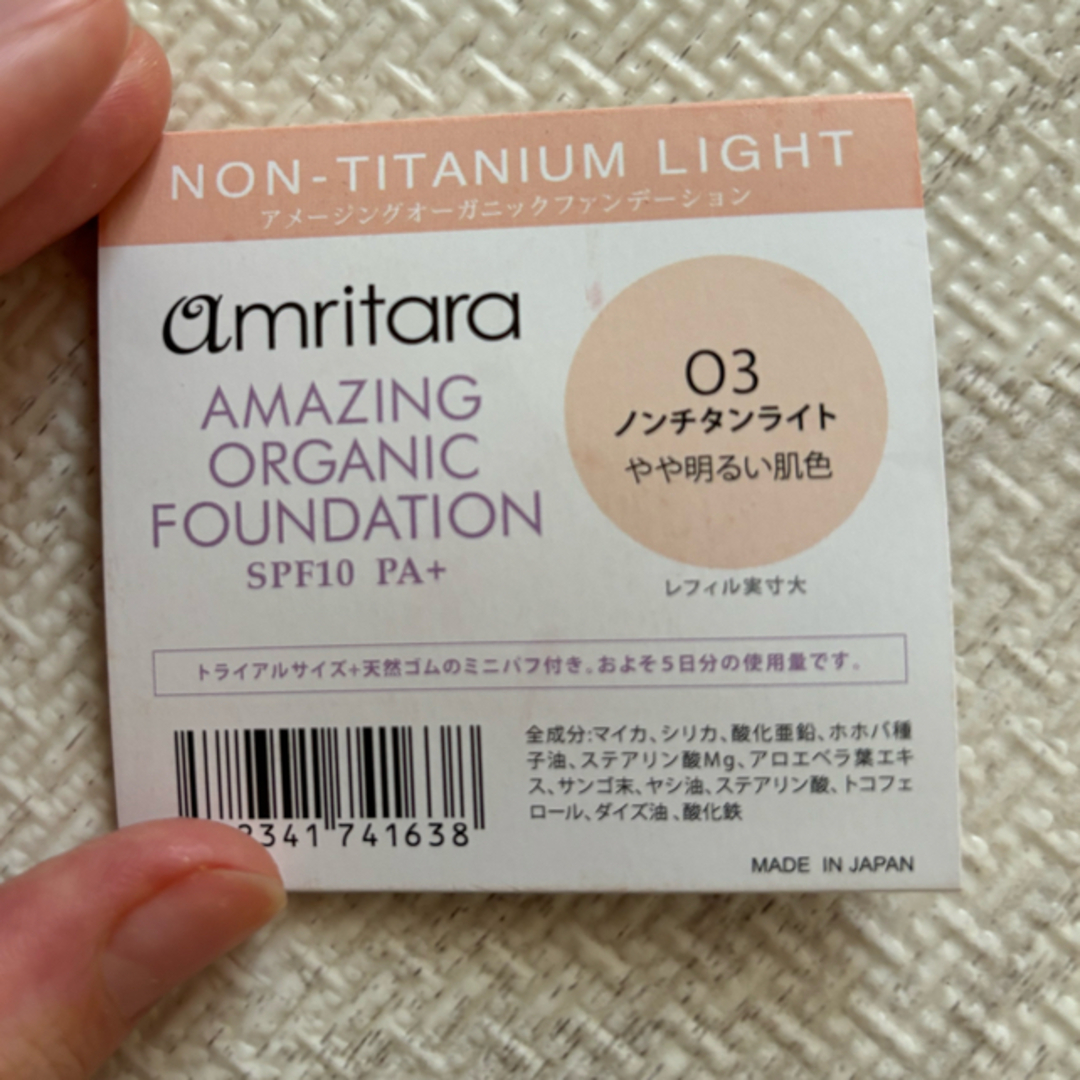 NON-TITANIUM LIGHT
アメージングオーガニックファンデーション
amritara
AMAZING
ORGANIC
FOUNDATION
SPF10 PA+
03
ノンチタンライト
やや明るい肌色
レフィル実寸大
トライアルサイズ+天然ゴムのミニパフ付き。およそ5日分の使用量です。
全成分:マイカ、シリカ、酸化亜鉛、ホホバ種
子油、ステアリン酸Mg、アロエベラ葉エキ
ス、サンゴ末、ヤシ油、ステアリン酸、トコフェ
ロール、ダイズ油、酸化鉄
341 741638
MADE IN JAPAN